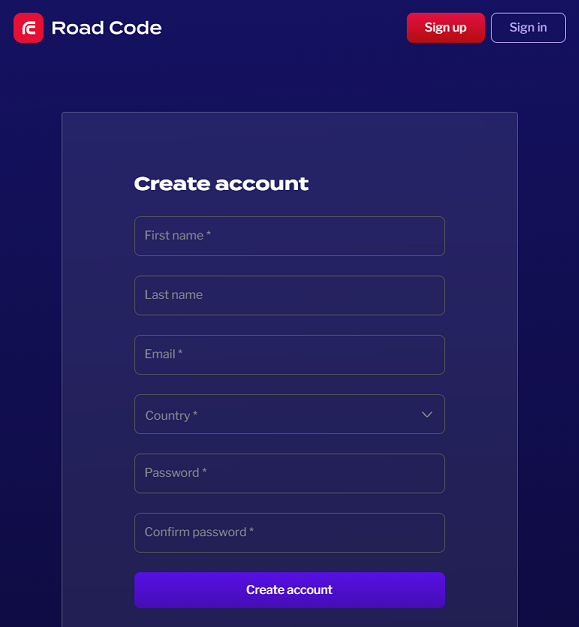 Road Code
Sign up
Sign in
Create account
First name *
Last name
Email *
Country *
Password *
Confirm password *
Create account